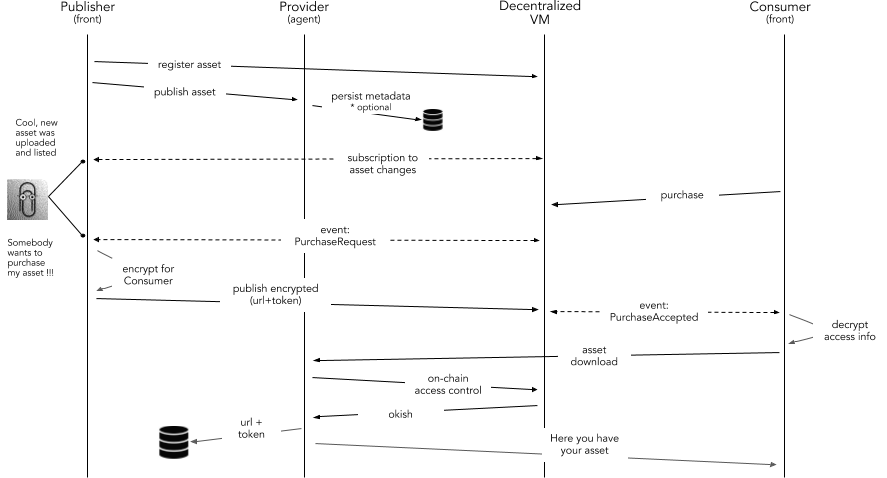 Publisher
(front)
Provider
(agent)
Decentralized
VM
Consumer
(front)
register asset
publish asset
persist metadata
* optional
Cool, new
asset was
uploaded
and listed
subscription to
asset changes
purchase
event:
PurchaseRequest
Somebody
wants to
purchase
my asset !!!
encrypt for
Consumer
publish encrypted
(url+token)
event:
PurchaseAccepted
decrypt
access info
asset
download
on-chain
access control
okish
url +
token
Here you have
your asset